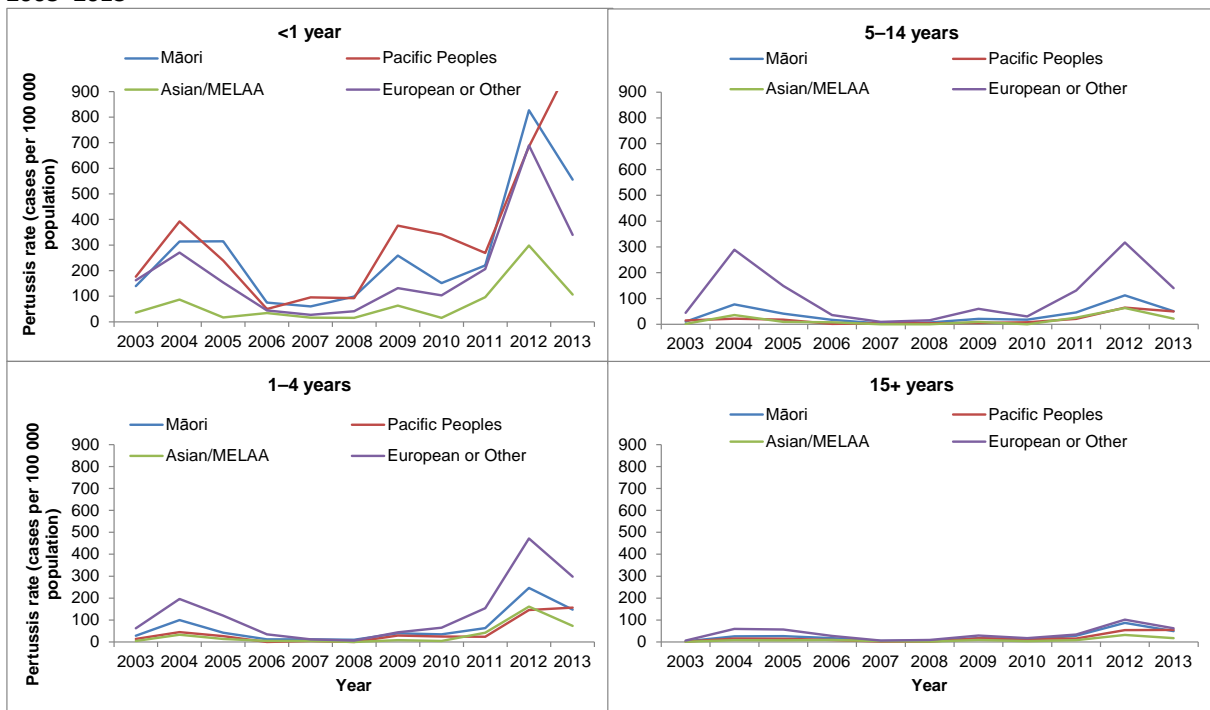 <1 year
Māori
Pacific Peoples
Asian/MELAA
European or Other
Pertussis rate (cases per 100 000
population)
900
800
700
600
500
400
300
200
100
0
2003 2004 2005 2006 2007 2008 2009 2010 2011 2012 2013
5–14 years
Māori
Pacific Peoples
Asian/MELAA
European or Other
900
800
700
600
500
400
300
200
100
0
2003 2004 2005 2006 2007 2008 2009 2010 2011 2012 2013
1–4 years
Māori
Pacific Peoples
Asian/MELAA
European or Other
Pertussis rate (cases per 100 000
population)
900
800
700
600
500
400
300
200
100
0
2003 2004 2005 2006 2007 2008 2009 2010 2011 2012 2013
Year
15+ years
Māori
Pacific Peoples
Asian/MELAA
European or Other
900
800
700
600
500
400
300
200
100
0
2003 2004 2005 2006 2007 2008 2009 2010 2011 2012 2013
Year